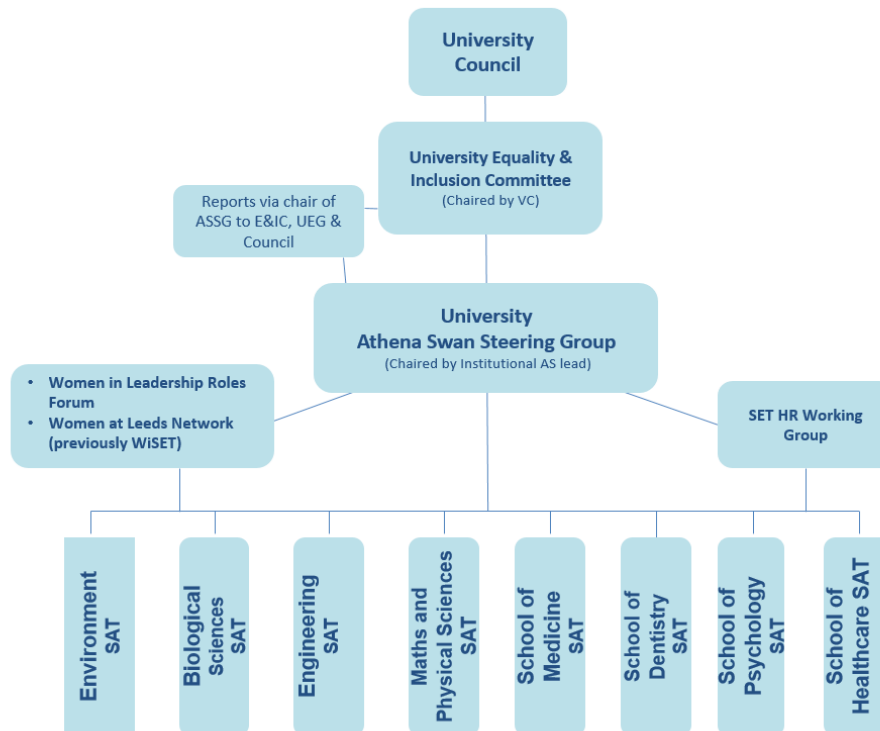 University
Council
University Equality &
Inclusion Committee
(Chaired by VC)
Reports via chair of
ASSG to E&IC, UEG &
Council
University
Athena Swan Steering Group
(Chaired by Institutional AS lead)
• Women in Leadership Roles
Forum
• Women at Leeds Network
(previously WiSET)
SET HR Working
Group
Environment
SAT
Biological
Sciences
SAT
Engineering
SAT
Maths and
Physical Sciences
SAT
School of
Medicine
SAT
School of
Dentistry
SAT
School of
Psychology
SAT
School of
Healthcare SAT